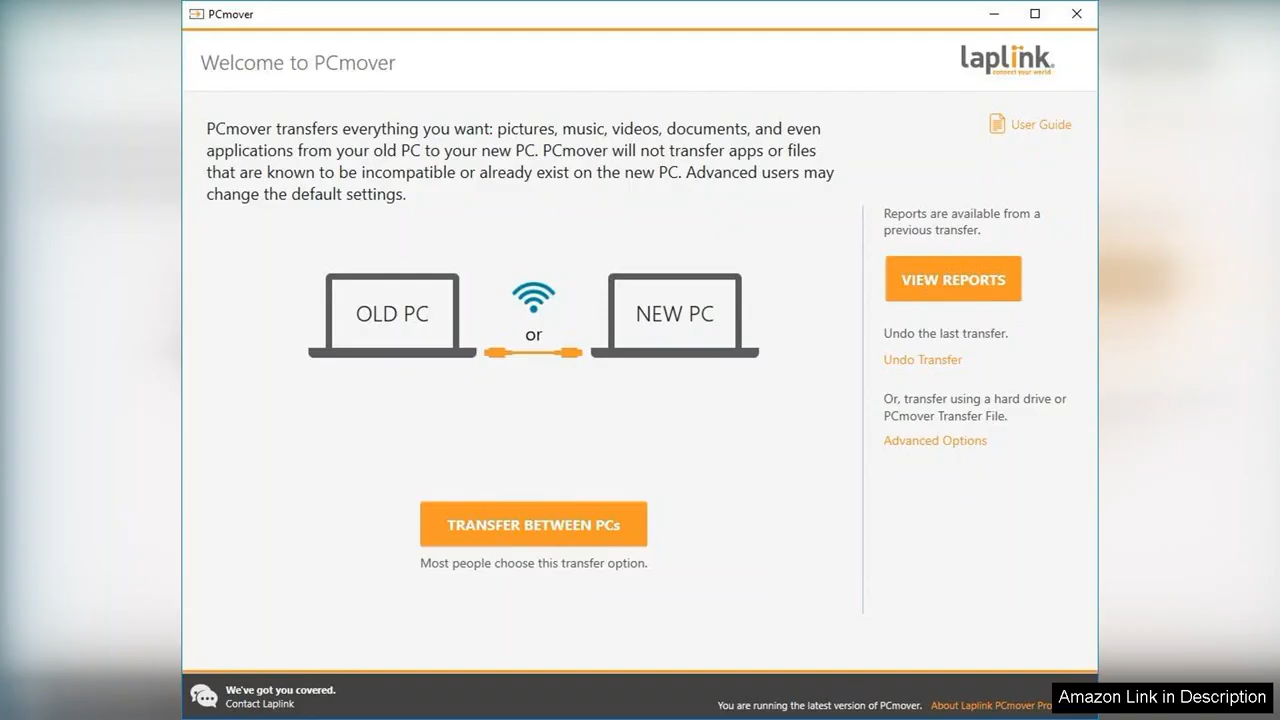 PCmover
Welcome to PCmover
laplink
connect your world
User Guide
PCmover transfers everything you want: pictures, music, videos, documents, and even
applications from your old PC to your new PC. PCmover will not transfer apps or files
that are known to be incompatible or already exist on the new PC. Advanced users may
change the default settings.
OLD PC
or
NEW PC
TRANSFER BETWEEN PCs
Most people choose this transfer option.
Reports are available from a
previous transfer.
VIEW REPORTS
Undo the last transfer.
Undo Transfer
Or, transfer using a hard drive or
PCmover Transfer File.
Advanced Options
We've got you covered.
Contact Laplink
You are running the latest version of PCmover.
About Laplink PCmover Pro
Amazon Link in Description